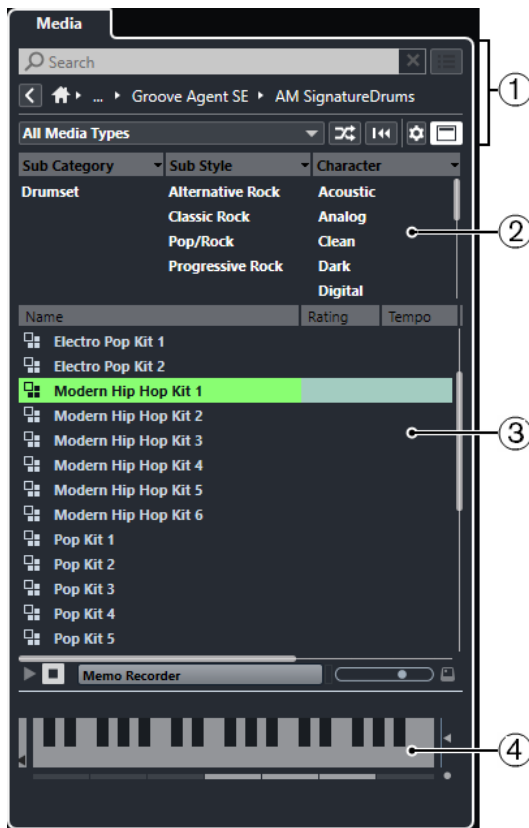 Media
Search
... Groove Agent SE AM SignatureDrums
All Media Types
Sub Category Sub Style Character
Drumset Alternative Rock Acoustic
Classic Rock Analog
Pop/Rock Clean
Progressive Rock Dark
Digital
Name Rating Tempo
Electro Pop Kit 1
Electro Pop Kit 2
Modern Hip Hop Kit 1
Modern Hip Hop Kit 2
Modern Hip Hop Kit 3
Modern Hip Hop Kit 4
Modern Hip Hop Kit 5
Modern Hip Hop Kit 6
Pop Kit 1
Pop Kit 2
Pop Kit 3
Pop Kit 4
Pop Kit 5
Memo Recorder
1
2
3
4